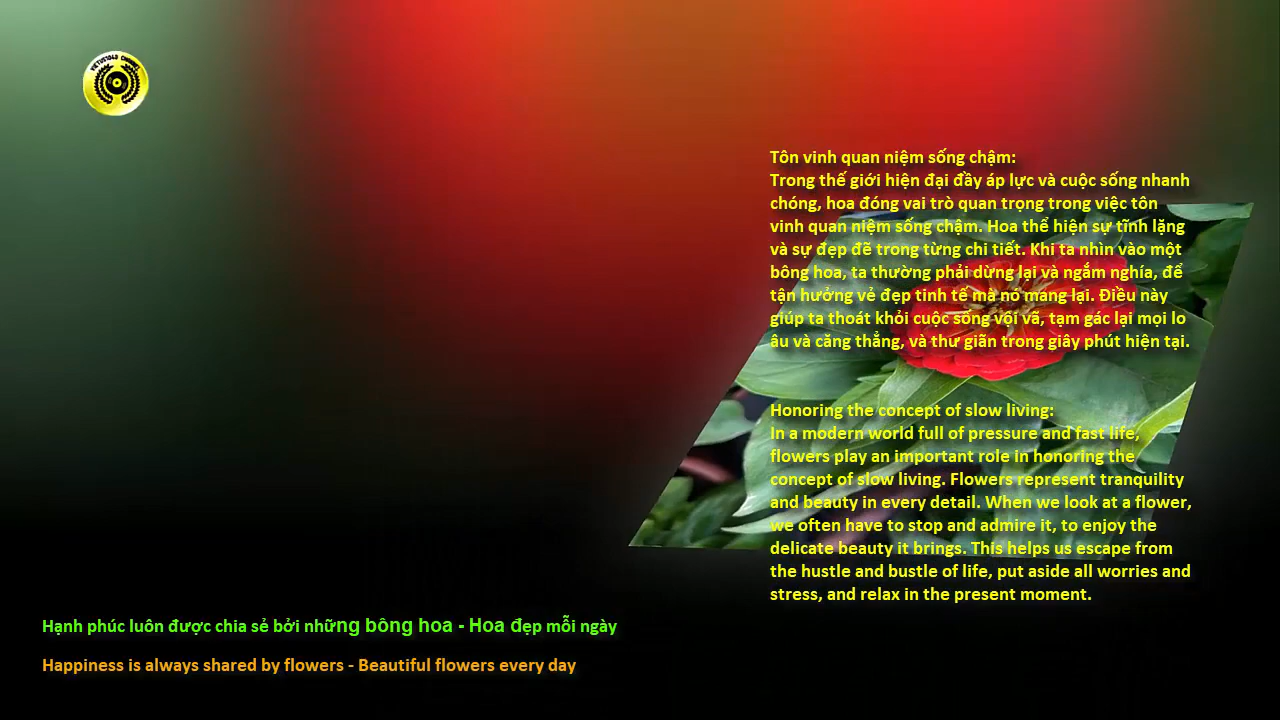 VIETUS1049 CHANNEL
Tôn vinh quan niệm sống chậm:
Trong thế giới hiện đại đầy áp lực và cuộc sống nhanh
chóng, hoa đóng vai trò quan trọng trong việc tôn
vinh quan niệm sống chậm. Hoa thể hiện sự tĩnh lặng
và sự đẹp đẽ trong từng chi tiết. Khi ta nhìn vào một
bông hoa, ta thường phải dừng lại và ngắm nghía, để
tận hưởng vẻ đẹp tinh tế mà nó mang lại. Điều này
giúp ta thoát khỏi cuộc sống vội vã, tạm gác lại mọi lo
âu và căng thẳng, và thư giãn trong giây phút hiện tại.
Honoring the concept of slow living:
In a modern world full of pressure and fast life,
flowers play an important role in honoring the
concept of slow living. Flowers represent tranquility
and beauty in every detail. When we look at a flower,
we often have to stop and admire it, to enjoy the
delicate beauty it brings. This helps us escape from
the hustle and bustle of life, put aside all worries and
stress, and relax in the present moment.
Hạnh phúc luôn được chia sẻ bởi những bông hoa - Hoa đẹp mỗi ngày
Happiness is always shared by flowers - Beautiful flowers every day